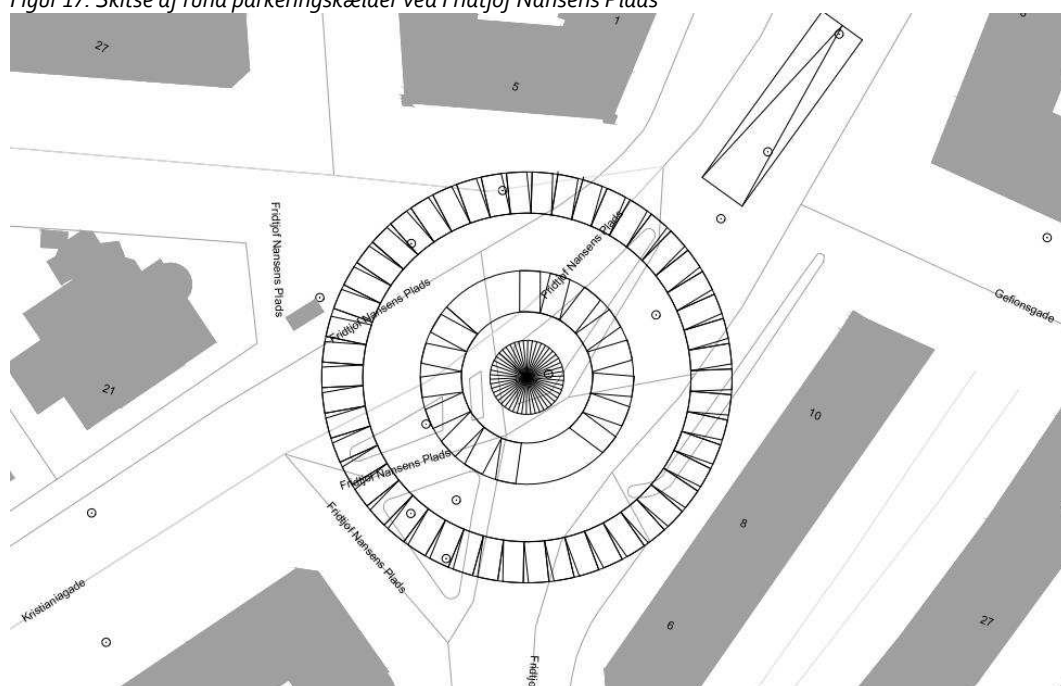 Figur 17: Skitse af rund parkeringskælder ved Fridtjof Nansens Plads
27
1
5
Fridtjof Nansens Plads
Fridtjof Nansens Plads
Fridtjof Nansens Plads
Gefionsgade
21
10
Fridtjof Nansens Plads
Fridtjof Nansens Plads
8
Kristianiagade
6
27
Fridtjo